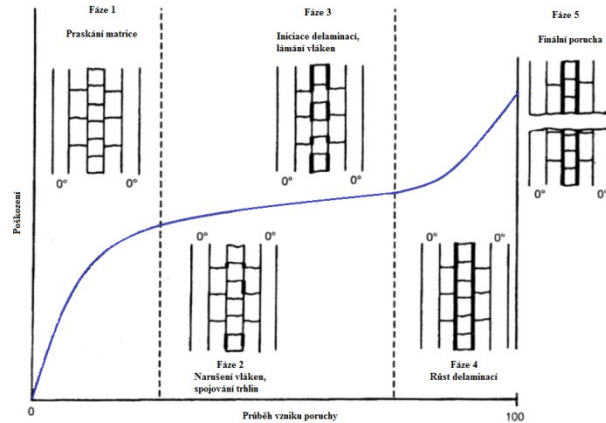 Fáze 1
Praskání matrice
Fáze 3
Iniciace delaminací,
lámání vláken
Fáze 5
Finální porucha
0°
0°
0°
0°
0°
0°
0°
0°
0°
0°
Poškození
Fáze 2
Narušení vláken,
spojování trhlin
Fáze 4
Růst delaminací
0
Průběh vzniku poruchy
100